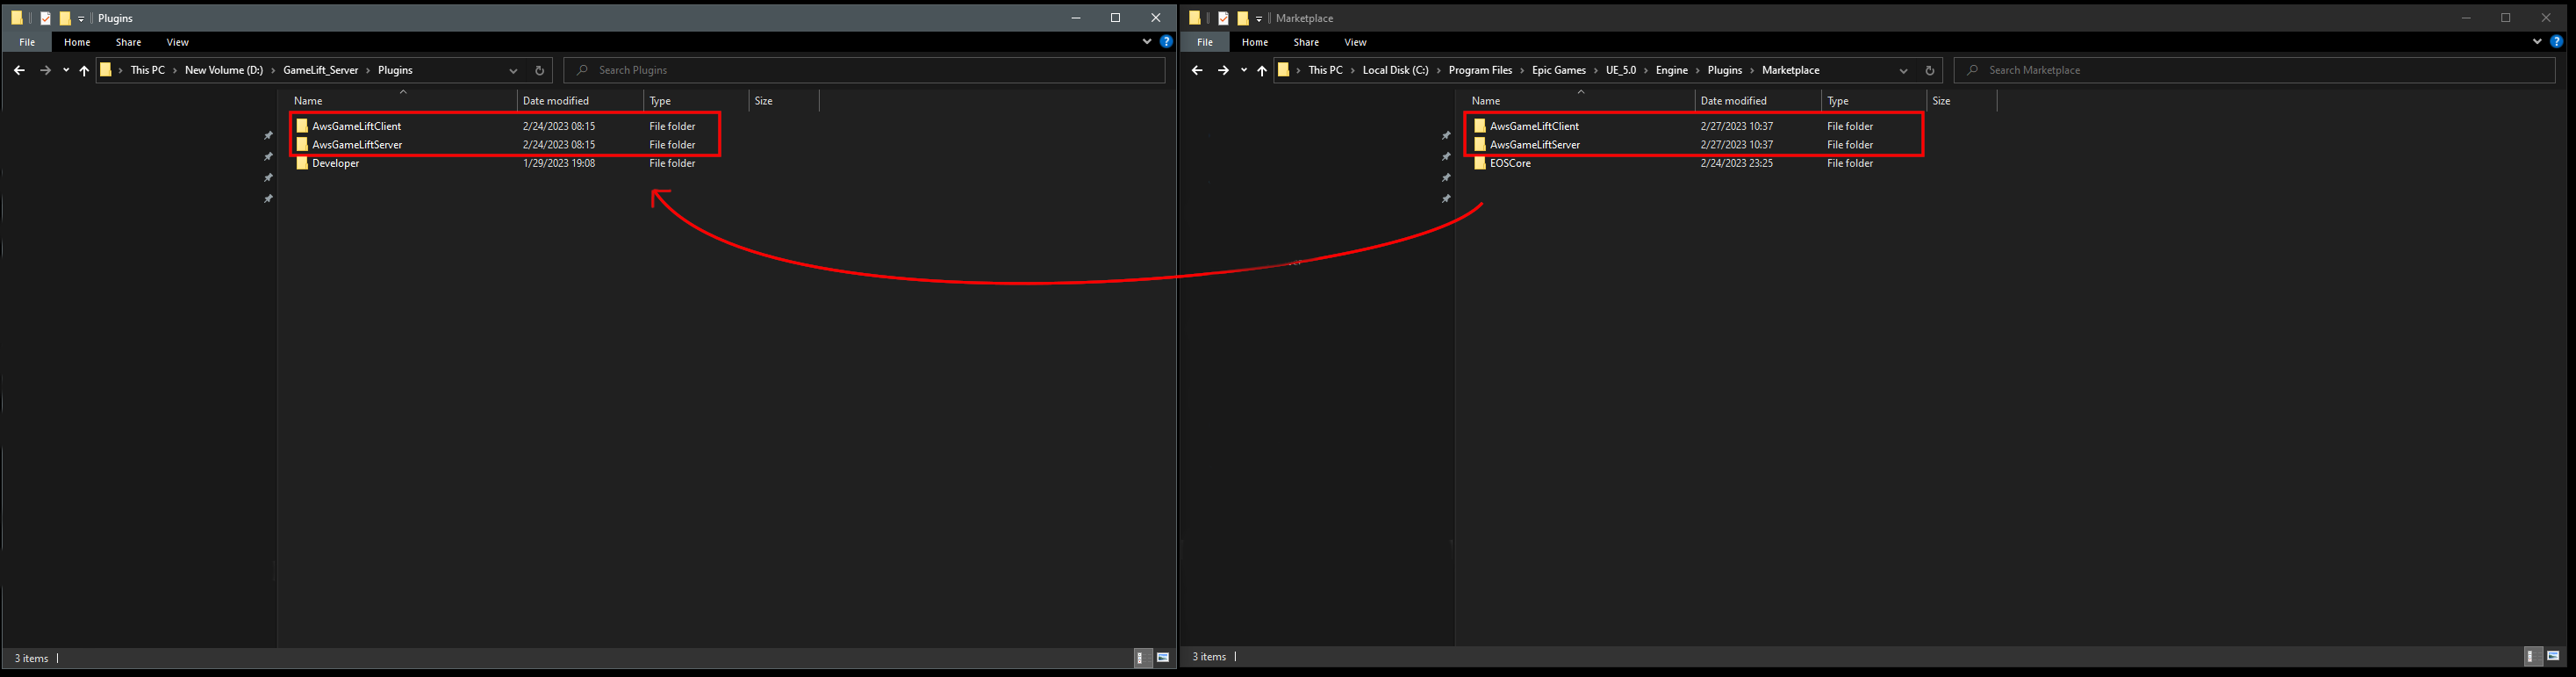 Plugins
File Home Share View
This PC > New Volume (D:) > GameLift_Server > Plugins
Search Plugins
Name Date modified Type Size
AwsGameLiftClient 2/24/2023 08:15 File folder
AwsGameLiftServer 2/24/2023 08:15 File folder
Developer 1/29/2023 19:08 File folder
3 items
Marketplace
File Home Share View
This PC > Local Disk (C:) > Program Files > Epic Games > UE_5.0 > Engine > Plugins > Marketplace
Search Marketplace
Name Date modified Type Size
AwsGameLiftClient 2/27/2023 10:37 File folder
AwsGameLiftServer 2/27/2023 10:37 File folder
EOSCore 2/24/2023 23:25 File folder
3 items